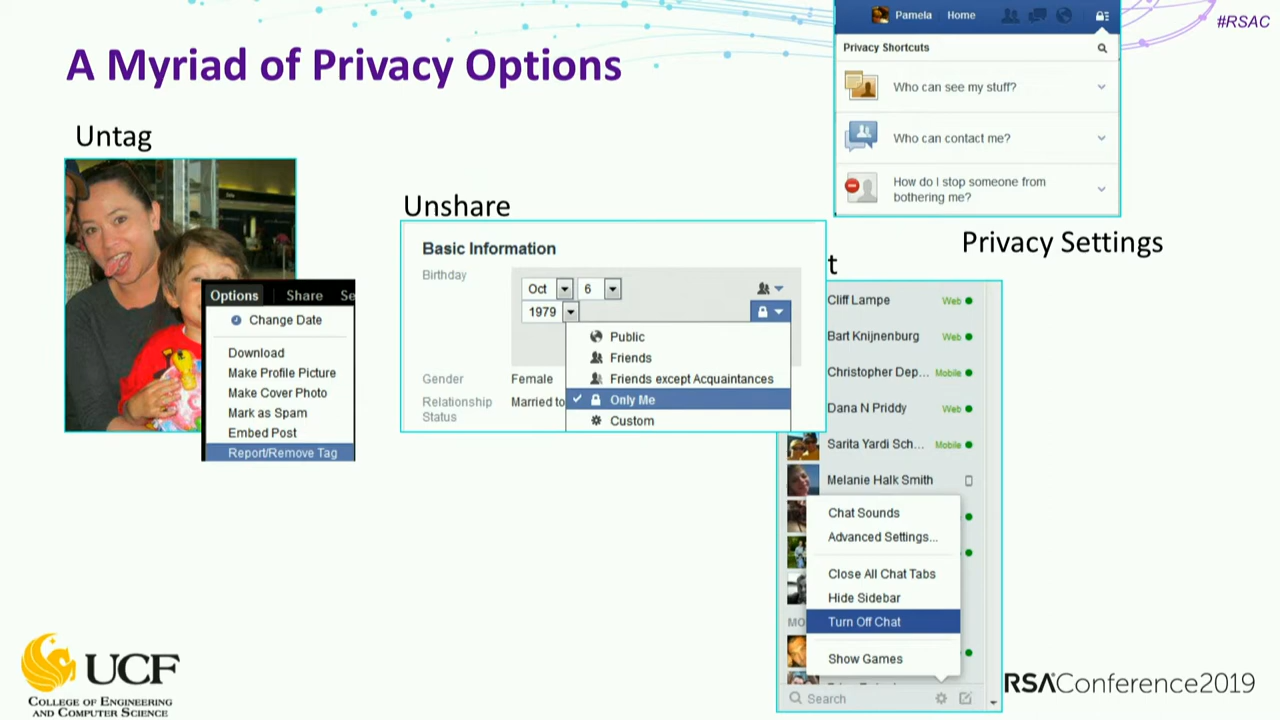 #RSAC
A Myriad of Privacy Options
Pamela Home
Privacy Shortcuts
Who can see my stuff?
Who can contact me?
How do I stop someone from
bothering me?
Privacy Settings
Untag
Options Share Se
Change Date
Download
Make Profile Picture
Make Cover Photo
Mark as Spam
Embed Post
Report/Remove Tag
Unshare
Basic Information
Birthday
Oct 6
1979
Public
Friends
Friends except Acquaintances
Only Me
Custom
Gender Female
Relationship Married to
Status
t
Cliff Lampe Web
Bart Knijnenburg Web
Christopher Dep... Mobile
Dana N Priddy Web
Sarita Yardi Sch... Mobile
Melanie Halk Smith
Chat Sounds
Advanced Settings...
Close All Chat Tabs
Hide Sidebar
MO
Turn Off Chat
Show Games
Search
UCF
COLLEGE OF ENGINEERING
AND COMPUTER SCIENCE
RSAConference2019